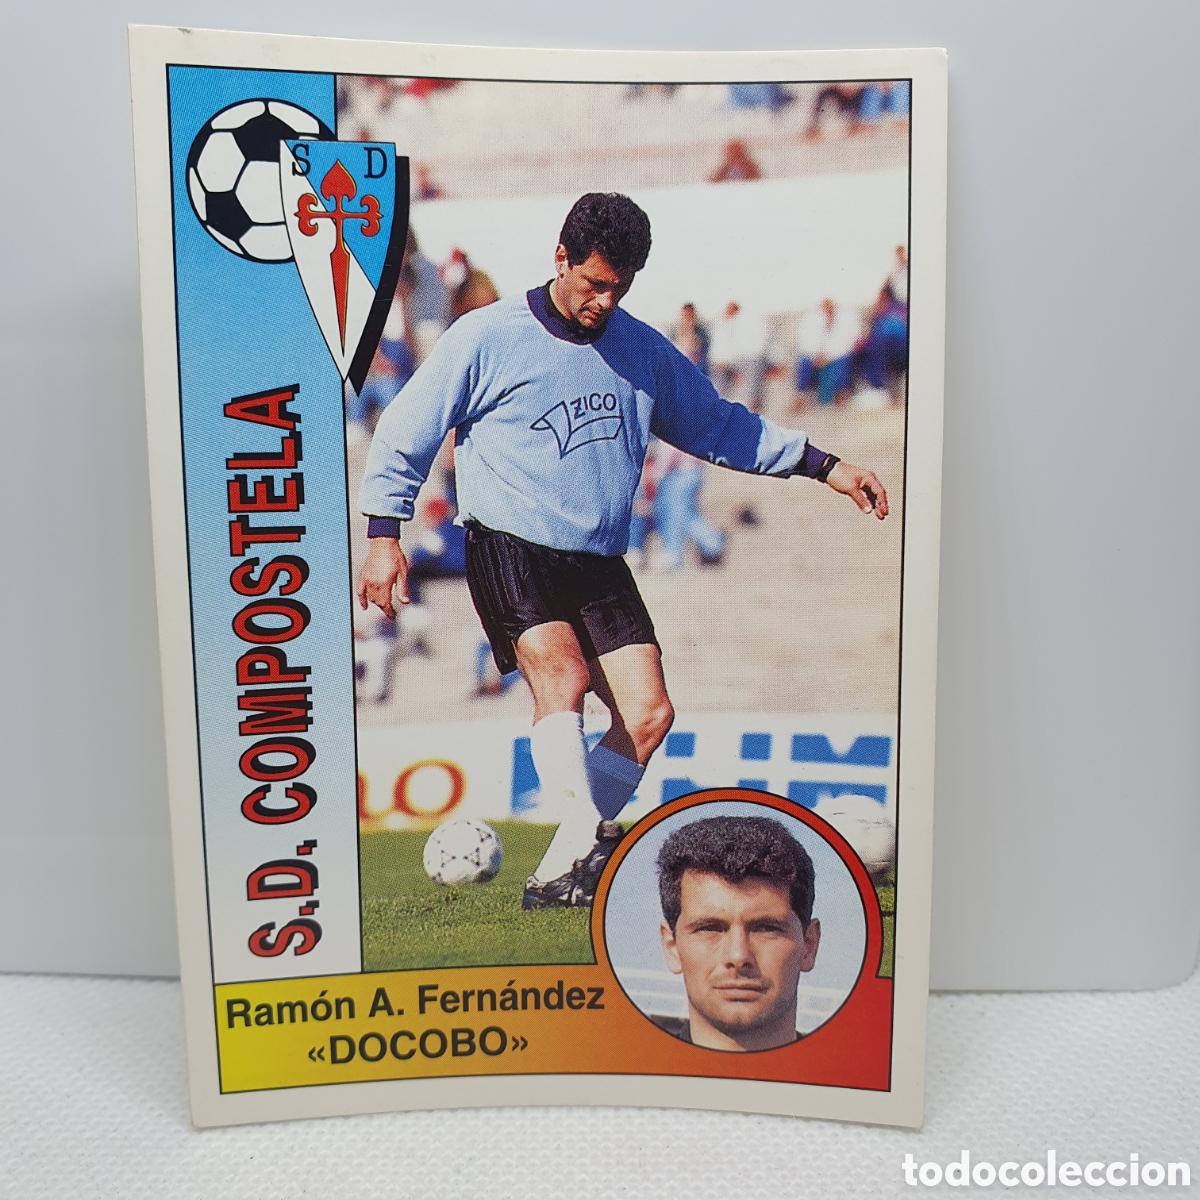 S D
S.D. COMPOSTELA
ZICO
Ramón A. Fernández
«DOCOBO»
todocoleccion